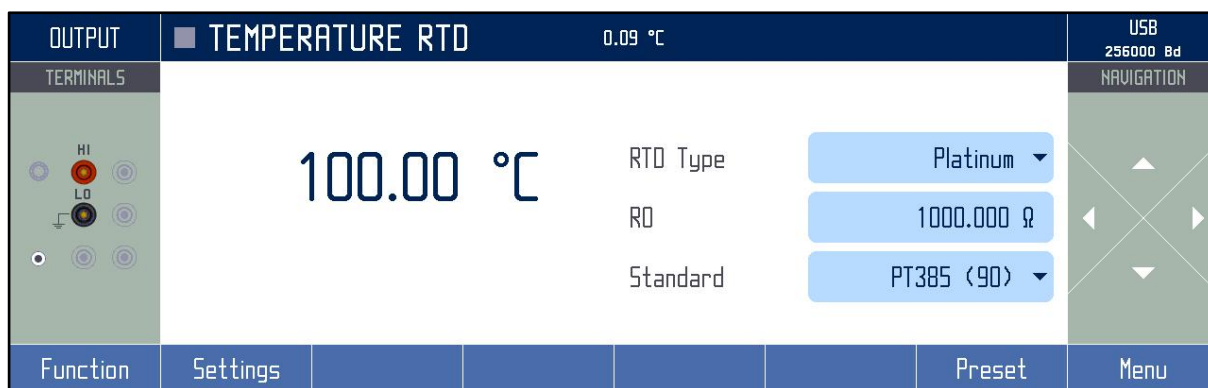 OUTPUT
TEMPERATURE RTD
0.09 °C
USB
256000 Bd
TERMINALS
NAVIGATION
HI
LO
100.00 °C
RTD Type
Platinum
R0
1000.000 Ω
Standard
PT385 (90)
Function
Settings
Preset
Menu